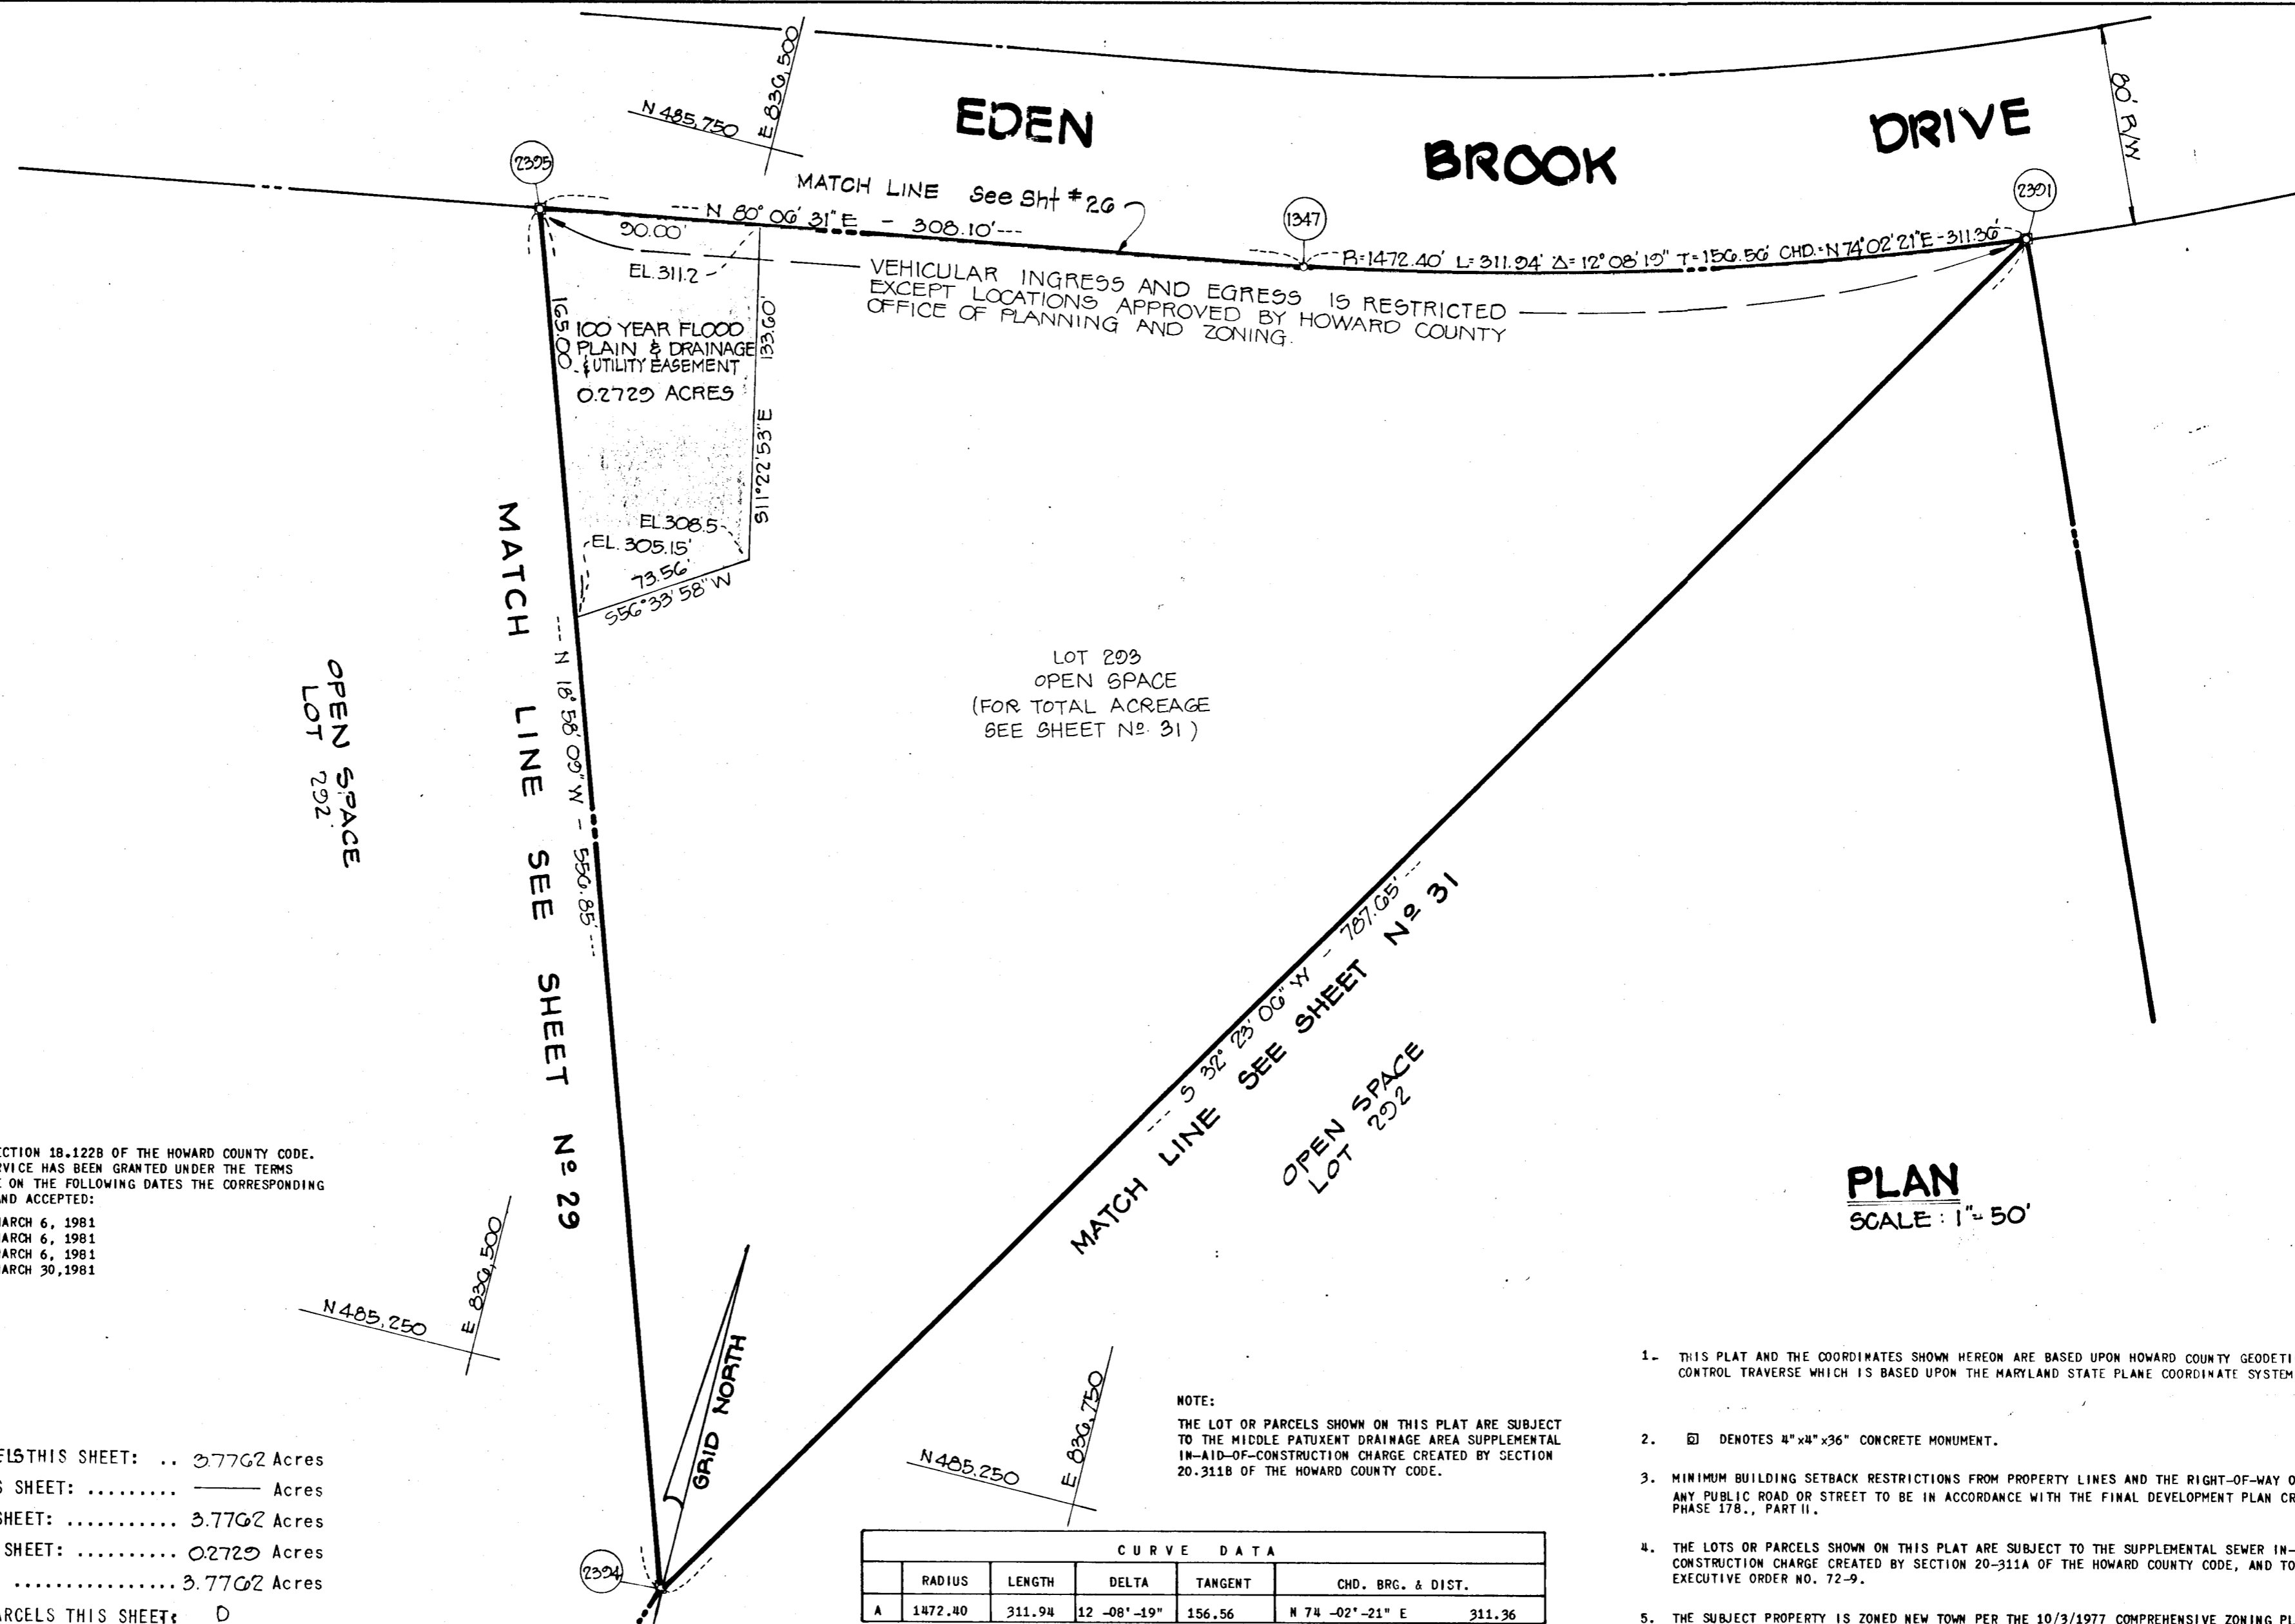 EDEN
BROOK
DRIVE
80' R/W
E 836,500
N 485,750
2395
MATCH LINE See Sht #26
1347
2391
--- N 80° 06' 31" E - 308.10' ---
90.00'
R=1472.40' L=311.94' Δ=12°08'19" T=156.56' CHD.=N74°02'21"E-311.36'
EL.311.2
VEHICULAR INGRESS AND EGRESS IS RESTRICTED
EXCEPT LOCATIONS APPROVED BY HOWARD COUNTY
OFFICE OF PLANNING AND ZONING.
165.00
100 YEAR FLOOD
PLAIN & DRAINAGE
& UTILITY EASEMENT
0.2729 ACRES
133.60'
S11°22'53"E
EL.308.5
EL. 305.15'
73.56'
S56°33'58"W
MATCH LINE SEE SHEET Nº 29
--- N 18° 58' 09" W - 556.85' ---
OPEN SPACE
LOT 292
LOT 293
OPEN SPACE
(FOR TOTAL ACREAGE
SEE SHEET Nº. 31)
--- S 32° 23' 06" W - 787.65' ---
MATCH LINE SEE SHEET Nº 31
OPEN SPACE
LOT 292
PLAN
SCALE : 1"=50'
ECTION 18.122B OF THE HOWARD COUNTY CODE.
RVICE HAS BEEN GRANTED UNDER THE TERMS
E ON THE FOLLOWING DATES THE CORRESPONDING
AND ACCEPTED:
MARCH 6, 1981
MARCH 6, 1981
MARCH 6, 1981
MARCH 30,1981
N 485,250
E 836,500
GRID NORTH
2394
N 485,250
E 836,750
NOTE:
THE LOT OR PARCELS SHOWN ON THIS PLAT ARE SUBJECT
TO THE MIDDLE PATUXENT DRAINAGE AREA SUPPLEMENTAL
IN-AID-OF-CONSTRUCTION CHARGE CREATED BY SECTION
20.311B OF THE HOWARD COUNTY CODE.
ELS THIS SHEET: .. 3.7762 Acres
S SHEET: ......... —— Acres
SHEET: ........... 3.7762 Acres
SHEET: .......... 0.2729 Acres
................ 3.7762 Acres
ARCELS THIS SHEET: 0
CURVE DATA
RADIUS LENGTH DELTA TANGENT CHD. BRG. & DIST.
A 1472.40 311.94 12 -08'-19" 156.56 N 74 -02'-21" E 311.36
1. THIS PLAT AND THE COORDINATES SHOWN HEREON ARE BASED UPON HOWARD COUNTY GEODETI
CONTROL TRAVERSE WHICH IS BASED UPON THE MARYLAND STATE PLANE COORDINATE SYSTEM
2. DENOTES 4"x4"x36" CONCRETE MONUMENT.
3. MINIMUM BUILDING SETBACK RESTRICTIONS FROM PROPERTY LINES AND THE RIGHT-OF-WAY O
ANY PUBLIC ROAD OR STREET TO BE IN ACCORDANCE WITH THE FINAL DEVELOPMENT PLAN CR
PHASE 178., PART II.
4. THE LOTS OR PARCELS SHOWN ON THIS PLAT ARE SUBJECT TO THE SUPPLEMENTAL SEWER IN-
CONSTRUCTION CHARGE CREATED BY SECTION 20-311A OF THE HOWARD COUNTY CODE, AND TO
EXECUTIVE ORDER NO. 72-9.
5. THE SUBJECT PROPERTY IS ZONED NEW TOWN PER THE 10/3/1977 COMPREHENSIVE ZONING PL